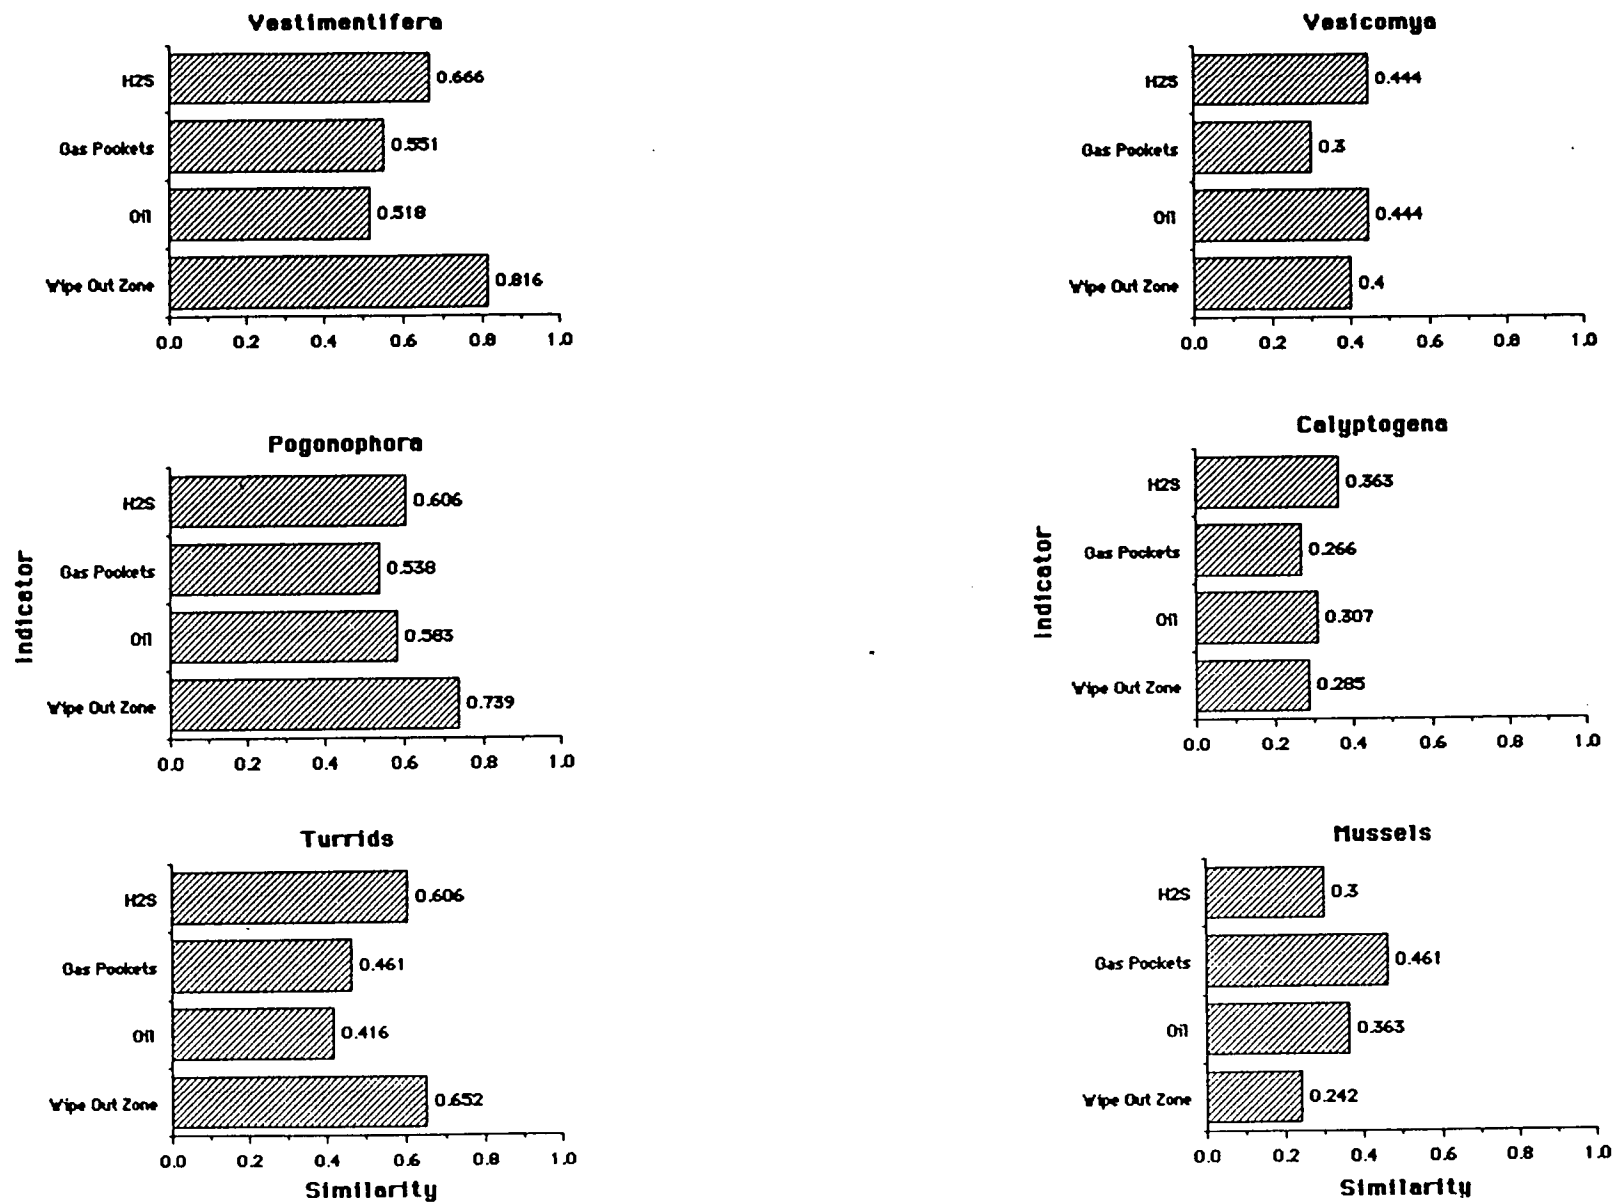 Vestimentifera
H2S
0.666
Gas Pockets
0.551
Oil
0.518
Wipe Out Zone
0.816
0.0 0.2 0.4 0.6 0.8 1.0
Pogonophora
H2S
0.606
Gas Pockets
0.538
Oil
0.583
Wipe Out Zone
0.739
0.0 0.2 0.4 0.6 0.8 1.0
Indicator
Turrids
H2S
0.606
Gas Pockets
0.461
Oil
0.416
Wipe Out Zone
0.652
0.0 0.2 0.4 0.6 0.8 1.0
Similarity
Vesicomya
H2S
0.444
Gas Pockets
0.3
Oil
0.444
Wipe Out Zone
0.4
0.0 0.2 0.4 0.6 0.8 1.0
Calyptogena
H2S
0.363
Gas Pockets
0.266
Oil
0.307
Wipe Out Zone
0.285
0.0 0.2 0.4 0.6 0.8 1.0
Indicator
Mussels
H2S
0.3
Gas Pockets
0.461
Oil
0.363
Wipe Out Zone
0.242
0.0 0.2 0.4 0.6 0.8 1.0
Similarity